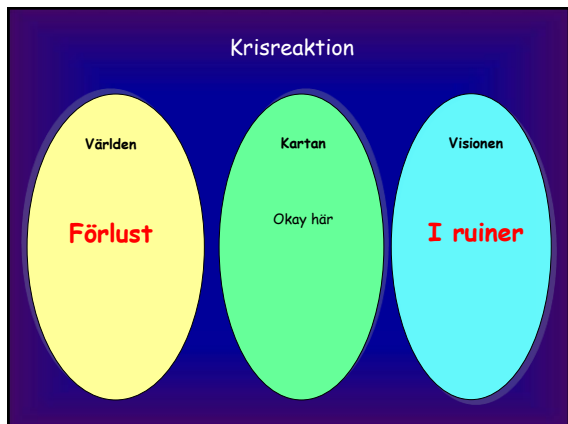 Krisreaktion
Världen
Kartan
Visionen
Förlust
Okay här
I ruiner